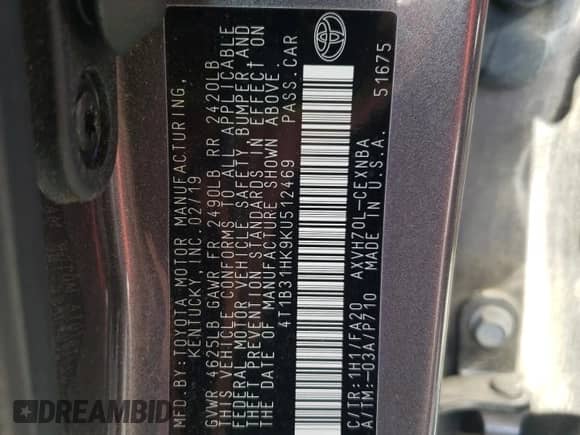 MFD. BY: TOYOTA MOTOR MANUFACTURING,
KENTUCKY, INC. 02/19
GVWR 4625LB GAWR FR 2490LB RR 2420LB
THIS VEHICLE CONFORMS TO ALL APPLICABLE
FEDERAL MOTOR VEHICLE SAFETY, BUMPER, AND
THEFT PREVENTION STANDARDS IN EFFECT ON
THE DATE OF MANUFACTURE SHOWN ABOVE.
4T1B31HK9KU512469 PASS. CAR
C/TR: 1H1/FA20 AXVH70L-CEXNBA
A/TM: -03A/P710 MADE IN U.S.A. 51675
DREAMBID